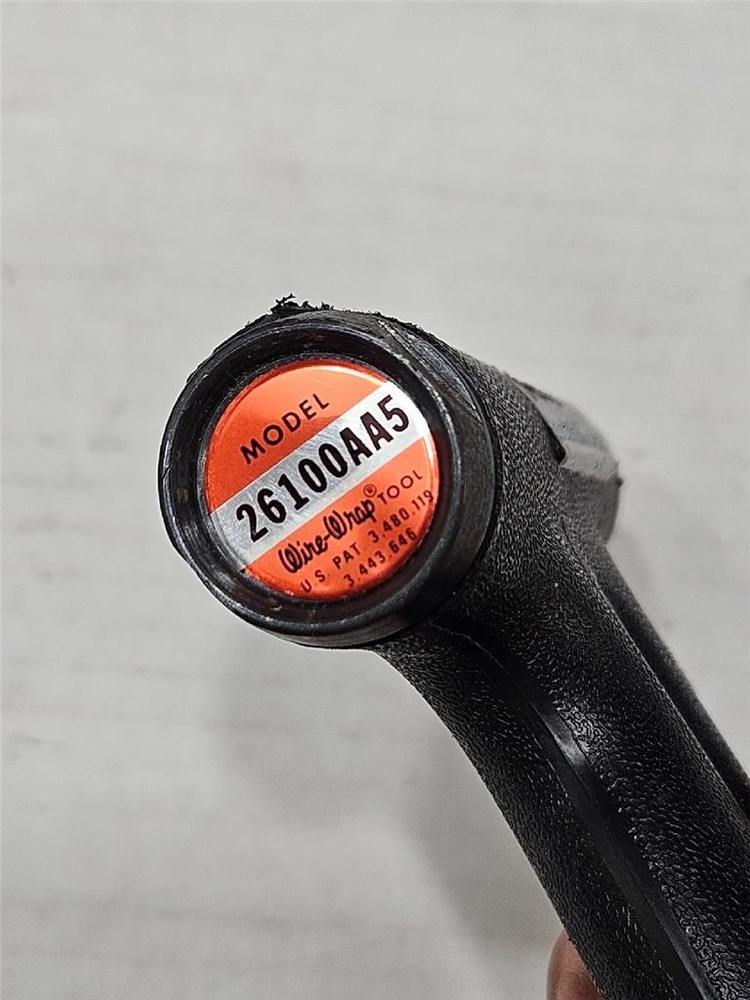 MODEL
26100AA5
Wire-Wrap® TOOL
U.S. PAT 3.480.119
3.443.646